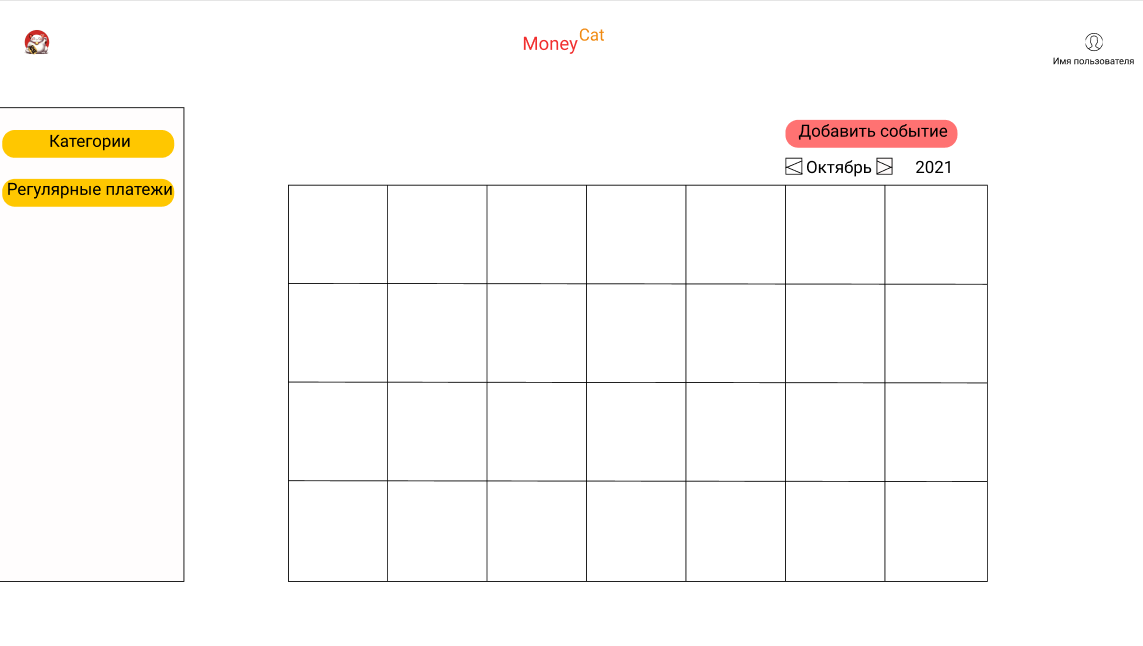 Money Cat
Имя пользователя
Категории
Регулярные платежи
Добавить событие
Октябрь 2021